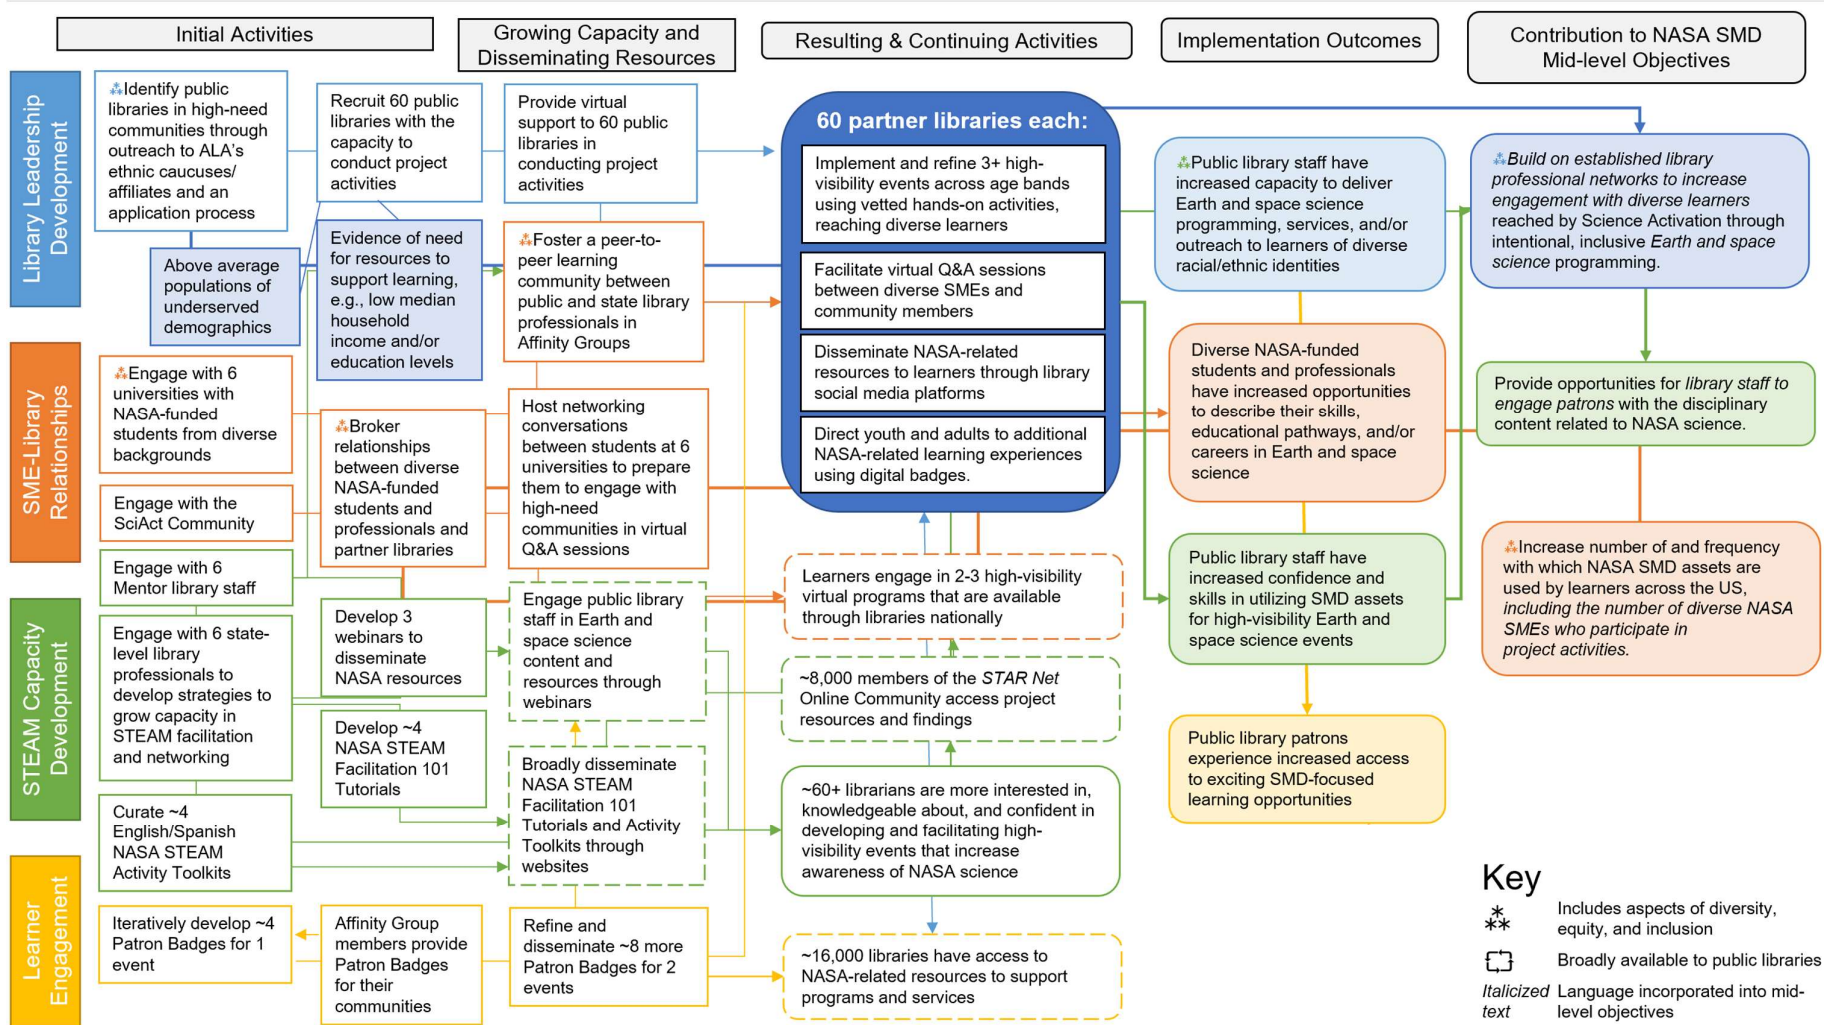 Initial Activities
Growing Capacity and
Disseminating Resources
Resulting & Continuing Activities
Implementation Outcomes
Contribution to NASA SMD
Mid-level Objectives
Library Leadership
Development
⁂Identify public
libraries in high-need
communities through
outreach to ALA's
ethnic caucuses/
affiliates and an
application process
Above average
populations of
underserved
demographics
Recruit 60 public
libraries with the
capacity to
conduct project
activities
Evidence of need
for resources to
support learning,
e.g., low median
household
income and/or
education levels
Provide virtual
support to 60 public
libraries in
conducting project
activities
⁂Foster a peer-to-
peer learning
community between
public and state library
professionals in
Affinity Groups
SME-Library
Relationships
⁂Engage with 6
universities with
NASA-funded
students from diverse
backgrounds
Engage with the
SciAct Community
⁂Broker
relationships
between diverse
NASA-funded
students and
professionals and
partner libraries
Host networking
conversations
between students at 6
universities to prepare
them to engage with
high-need
communities in virtual
Q&A sessions
STEAM Capacity
Development
Engage with 6
Mentor library staff
Engage with 6 state-
level library
professionals to
develop strategies to
grow capacity in
STEAM facilitation
and networking
Curate ~4
English/Spanish
NASA STEAM
Activity Toolkits
Develop 3
webinars to
disseminate
NASA resources
Develop ~4
NASA STEAM
Facilitation 101
Tutorials
Engage public library
staff in Earth and
space science
content and
resources through
webinars
Broadly disseminate
NASA STEAM
Facilitation 101
Tutorials and Activity
Toolkits through
websites
Learner
Engagement
Iteratively develop ~4
Patron Badges for 1
event
Affinity Group
members provide
Patron Badges
for their
communities
Refine and
disseminate ~8 more
Patron Badges for 2
events
60 partner libraries each:
Implement and refine 3+ high-
visibility events across age bands
using vetted hands-on activities,
reaching diverse learners
Facilitate virtual Q&A sessions
between diverse SMEs and
community members
Disseminate NASA-related
resources to learners through library
social media platforms
Direct youth and adults to additional
NASA-related learning experiences
using digital badges.
Learners engage in 2-3 high-visibility
virtual programs that are available
through libraries nationally
~8,000 members of the STAR Net
Online Community access project
resources and findings
~60+ librarians are more interested in,
knowledgeable about, and confident in
developing and facilitating high-
visibility events that increase
awareness of NASA science
~16,000 libraries have access to
NASA-related resources to support
programs and services
⁂Public library staff have
increased capacity to deliver
Earth and space science
programming, services, and/or
outreach to learners of diverse
racial/ethnic identities
Diverse NASA-funded
students and professionals
have increased opportunities
to describe their skills,
educational pathways, and/or
careers in Earth and space
science
Public library staff have
increased confidence and
skills in utilizing SMD assets
for high-visibility Earth and
space science events
Public library patrons
experience increased access
to exciting SMD-focused
learning opportunities
⁂Build on established library
professional networks to increase
engagement with diverse learners
reached by Science Activation through
intentional, inclusive Earth and space
science programming.
Provide opportunities for library staff to
engage patrons with the disciplinary
content related to NASA science.
⁂Increase number of and frequency
with which NASA SMD assets are
used by learners across the US,
including the number of diverse NASA
SMEs who participate in
project activities.
Key
⁂ Includes aspects of diversity,
equity, and inclusion
Broadly available to public libraries
Italicized text Language incorporated into mid-
level objectives